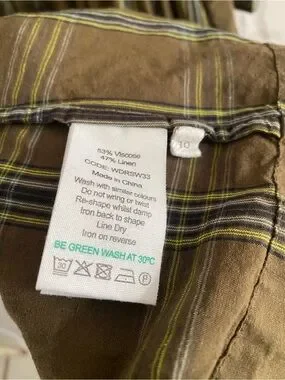 53% Viscose
47% Linen
CODE: WDRSW33
Made in China
Wash with similar colours
Do not wring or twist
Re-shape whilst damp
Iron back to shape
Line Dry
Iron on reverse
BE GREEN WASH AT 30ºC
30
P
10